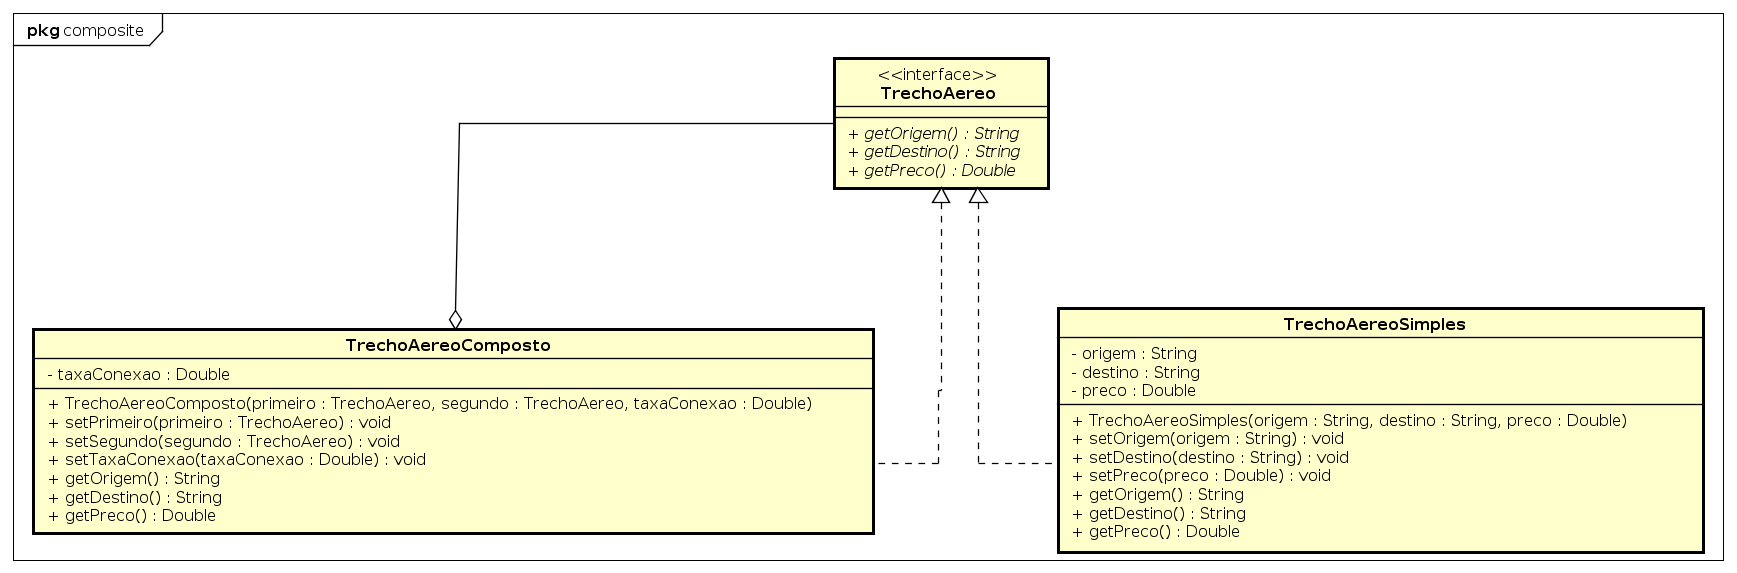 pkg composite
<<interface>>
TrechoAereo
+ getOrigem() : String
+ getDestino() : String
+ getPreco() : Double
TrechoAereoComposto
- taxaConexao : Double
+ TrechoAereoComposto(primeiro : TrechoAereo, segundo : TrechoAereo, taxaConexao : Double)
+ setPrimeiro(primeiro : TrechoAereo) : void
+ setSegundo(segundo : TrechoAereo) : void
+ setTaxaConexao(taxaConexao : Double) : void
+ getOrigem() : String
+ getDestino() : String
+ getPreco() : Double
TrechoAereoSimples
- origem : String
- destino : String
- preco : Double
+ TrechoAereoSimples(origem : String, destino : String, preco : Double)
+ setOrigem(origem : String) : void
+ setDestino(destino : String) : void
+ setPreco(preco : Double) : void
+ getOrigem() : String
+ getDestino() : String
+ getPreco() : Double